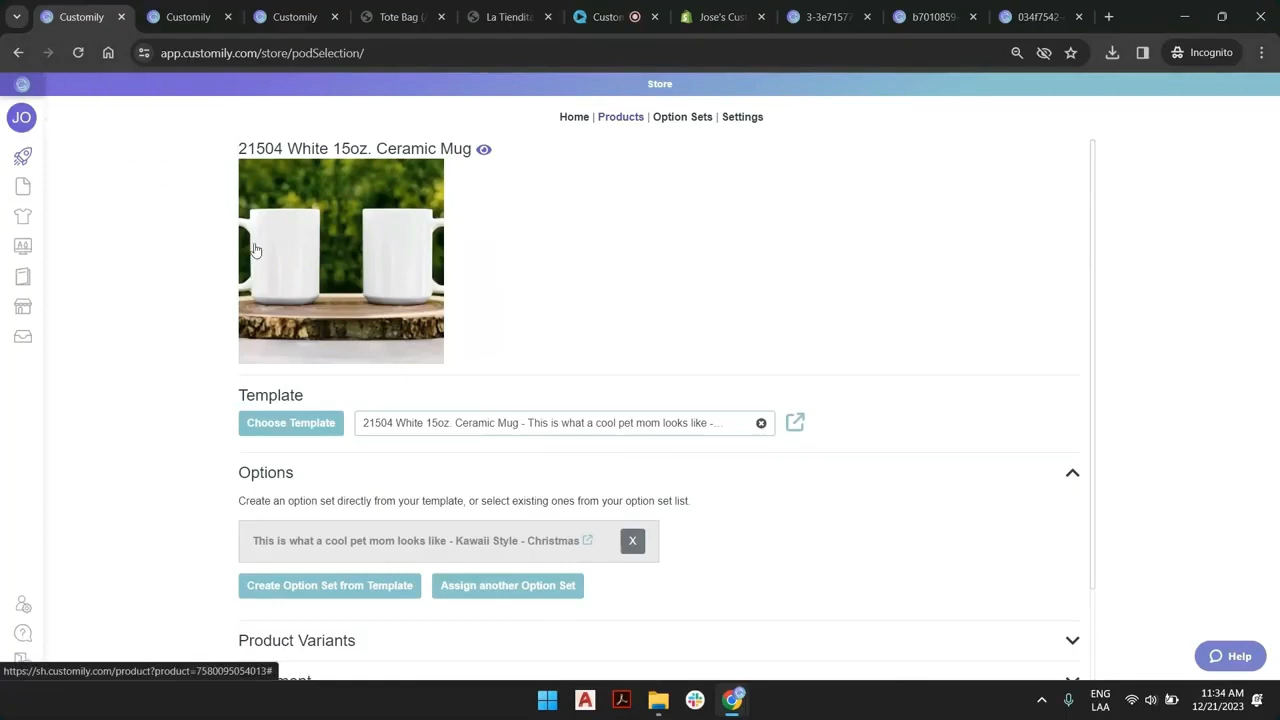 Customily
Customily
Customily
Tote Bag (
La Tiendit
Custon
Jose's Cus
3-3e7157
b7010859-
034f7542-
app.customily.com/store/podSelection/
Incognito
Store
JO
Home | Products | Option Sets | Settings
21504 White 15oz. Ceramic Mug
Template
Choose Template
21504 White 15oz. Ceramic Mug - This is what a cool pet mom looks like -...
Options
Create an option set directly from your template, or select existing ones from your option set list.
This is what a cool pet mom looks like - Kawaii Style - Christmas
X
Create Option Set from Template
Assign another Option Set
Product Variants
Help
https://sh.customily.com/product?product=7580095054013#
ENG
LAA
11:34 AM
12/21/2023